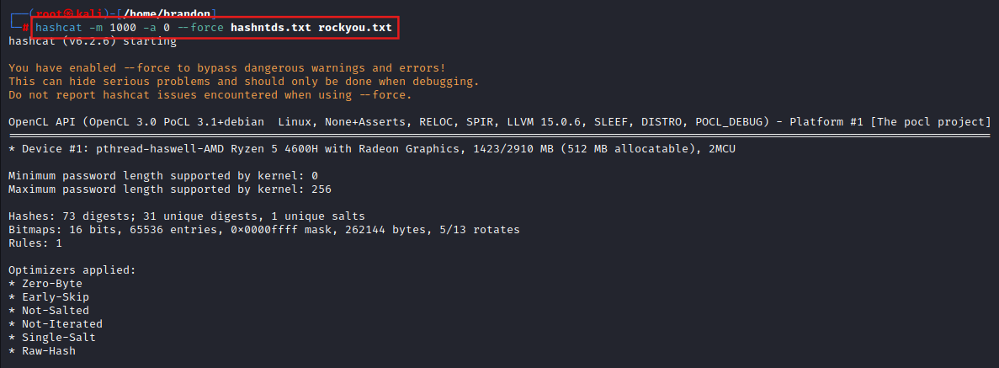 ┌──(root㉿kali)-[/home/brandon]
└─# hashcat -m 1000 -a 0 --force hashntds.txt rockyou.txt
hashcat (v6.2.6) starting
You have enabled --force to bypass dangerous warnings and errors!
This can hide serious problems and should only be done when debugging.
Do not report hashcat issues encountered when using --force.
OpenCL API (OpenCL 3.0 PoCL 3.1+debian  Linux, None+Asserts, RELOC, SPIR, LLVM 15.0.6, SLEEF, DISTRO, POCL_DEBUG) - Platform #1 [The pocl project]
* Device #1: pthread-haswell-AMD Ryzen 5 4600H with Radeon Graphics, 1423/2910 MB (512 MB allocatable), 2MCU
Minimum password length supported by kernel: 0
Maximum password length supported by kernel: 256
Hashes: 73 digests; 31 unique digests, 1 unique salts
Bitmaps: 16 bits, 65536 entries, 0x0000ffff mask, 262144 bytes, 5/13 rotates
Rules: 1
Optimizers applied:
* Zero-Byte
* Early-Skip
* Not-Salted
* Not-Iterated
* Single-Salt
* Raw-Hash